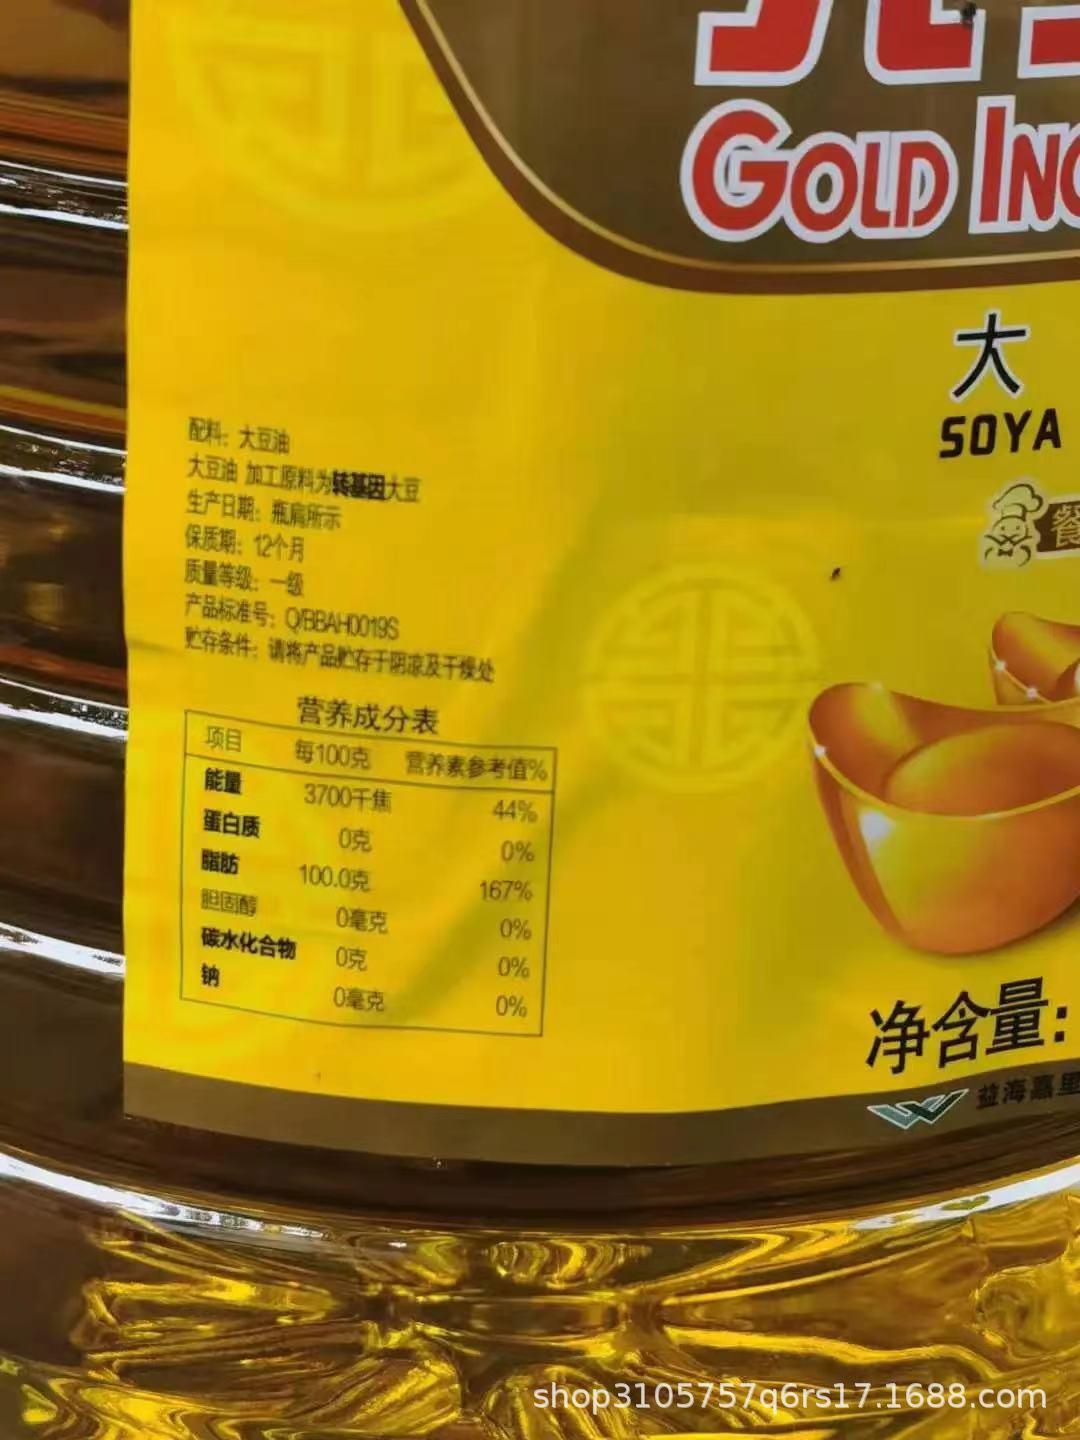 GOLD INC
大
SOYA
餐
配料：大豆油
大豆油 加工原料为转基因大豆
生产日期：瓶肩所示
保质期：12个月
质量等级：一级
产品标准号：Q/BBAH0019S
贮存条件：请将产品贮存于阴凉及干燥处
营养成分表
项目 每100克 营养素参考值%
能量 3700千焦 44%
蛋白质 0克 0%
脂肪 100.0克 167%
胆固醇 0毫克 0%
碳水化合物 0克 0%
钠 0毫克 0%
净含量：
益海嘉里
shop3105757q6rs17.1688.com